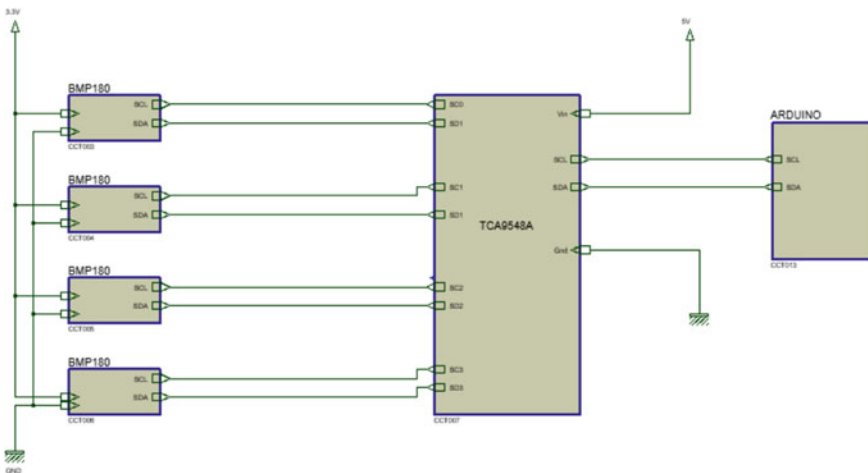 3.3V
5V
BMP180
SCL
SDA
CCT003
BMP180
SCL
SDA
CCT004
BMP180
SCL
SDA
CCT005
BMP180
SCL
SDA
CCT006
GND
SC0
SD1
SC1
SD1
SC2
SD2
SC3
SD3
TCA9548A
Vin
SCL
SDA
Gnd
CCT007
ARDUINO
SCL
SDA
CCT013